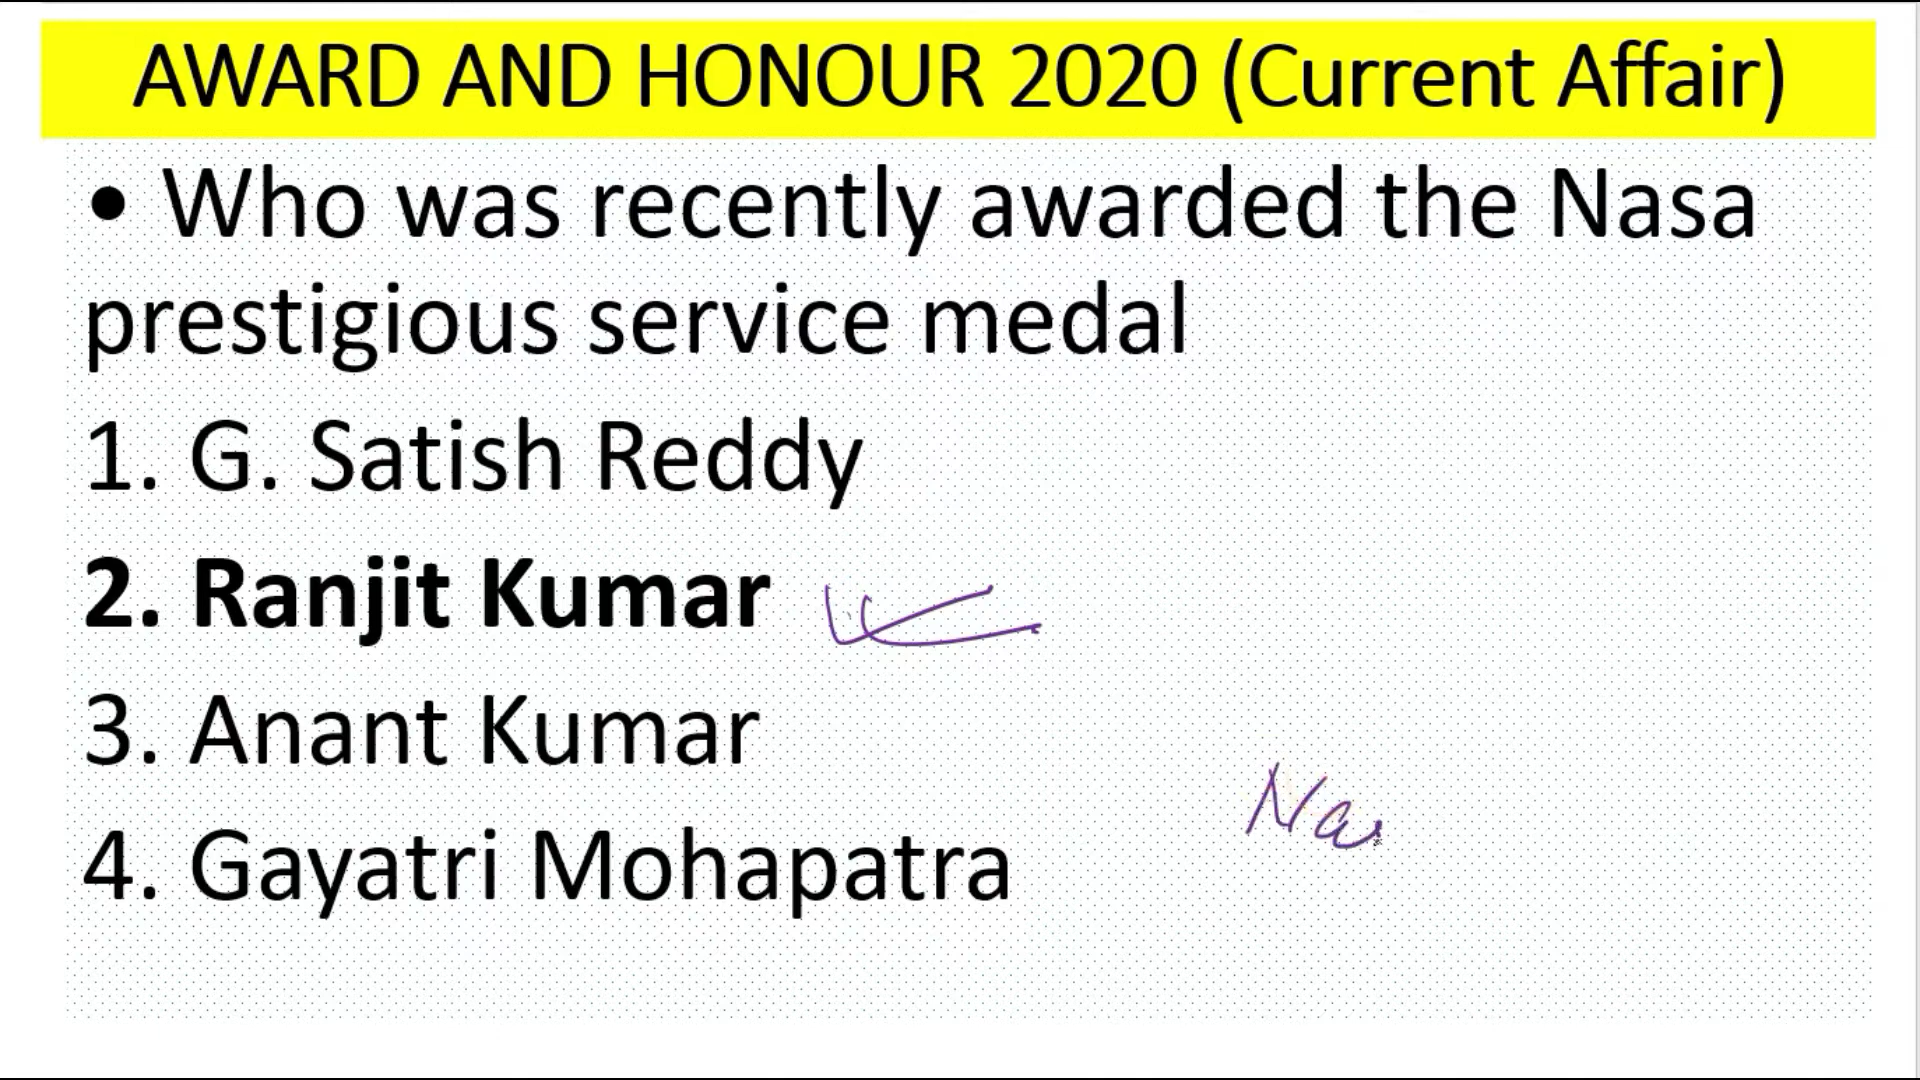 AWARD AND HONOUR 2020 (Current Affair)
• Who was recently awarded the Nasa
prestigious service medal
1. G. Satish Reddy
2. Ranjit Kumar
3. Anant Kumar
Na
4. Gayatri Mohapatra